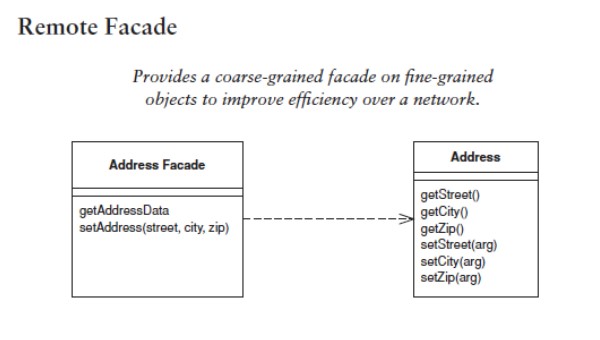 Remote Facade
Provides a coarse-grained facade on fine-grained
objects to improve efficiency over a network.
Address Facade
getAddressData
setAddress(street, city, zip)
Address
getStreet()
getCity()
getZip()
setStreet(arg)
setCity(arg)
setZip(arg)